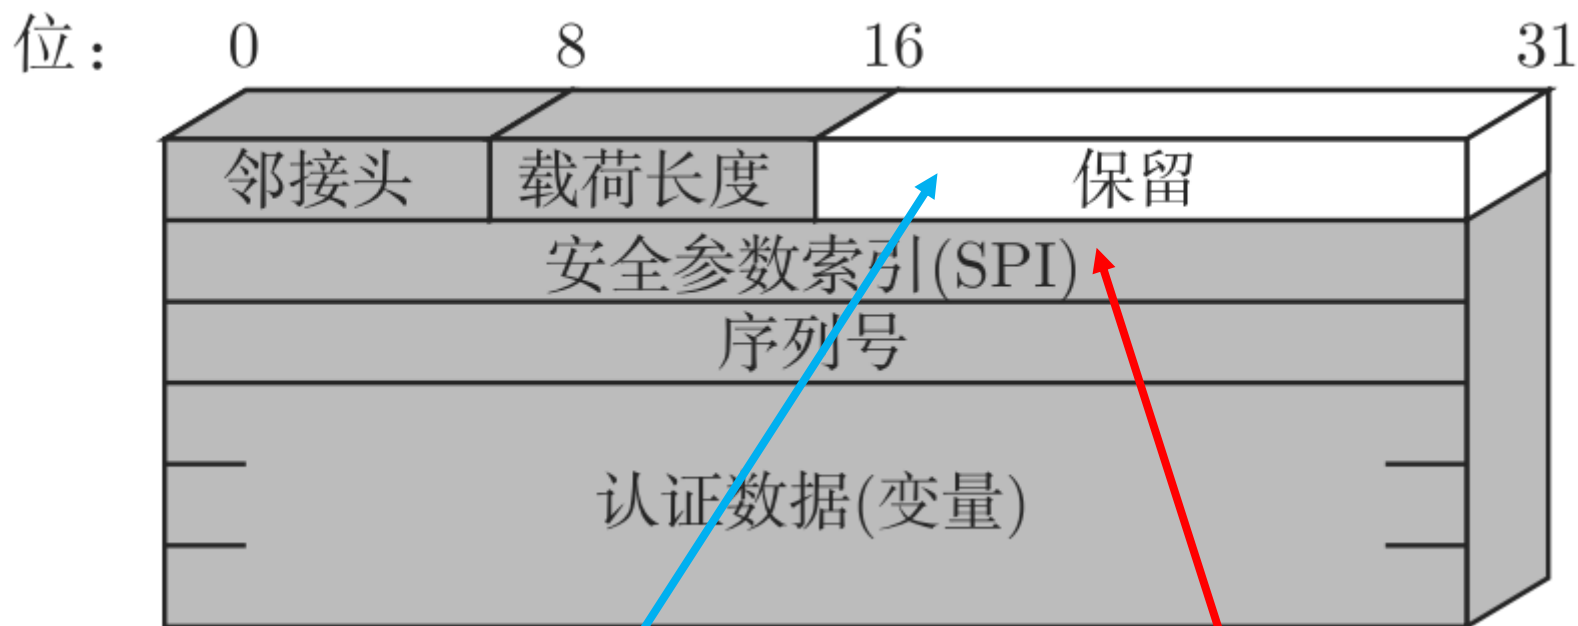 位： 0 8 16 31
邻接头 载荷长度 保留
安全参数索引(SPI)
序列号
认证数据(变量)